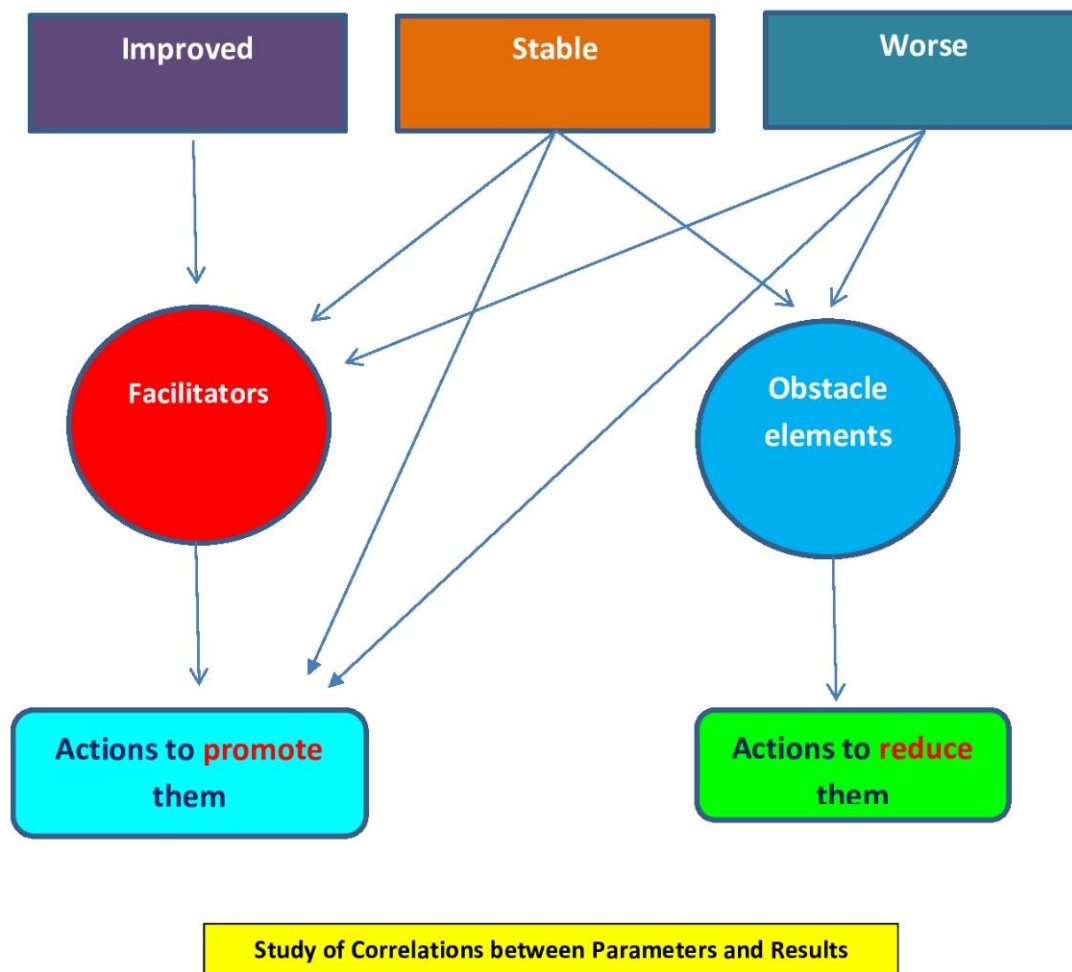 Improved
Stable
Worse
Facilitators
Obstacle
elements
Actions to promote
them
Actions to reduce
them
Study of Correlations between Parameters and Results